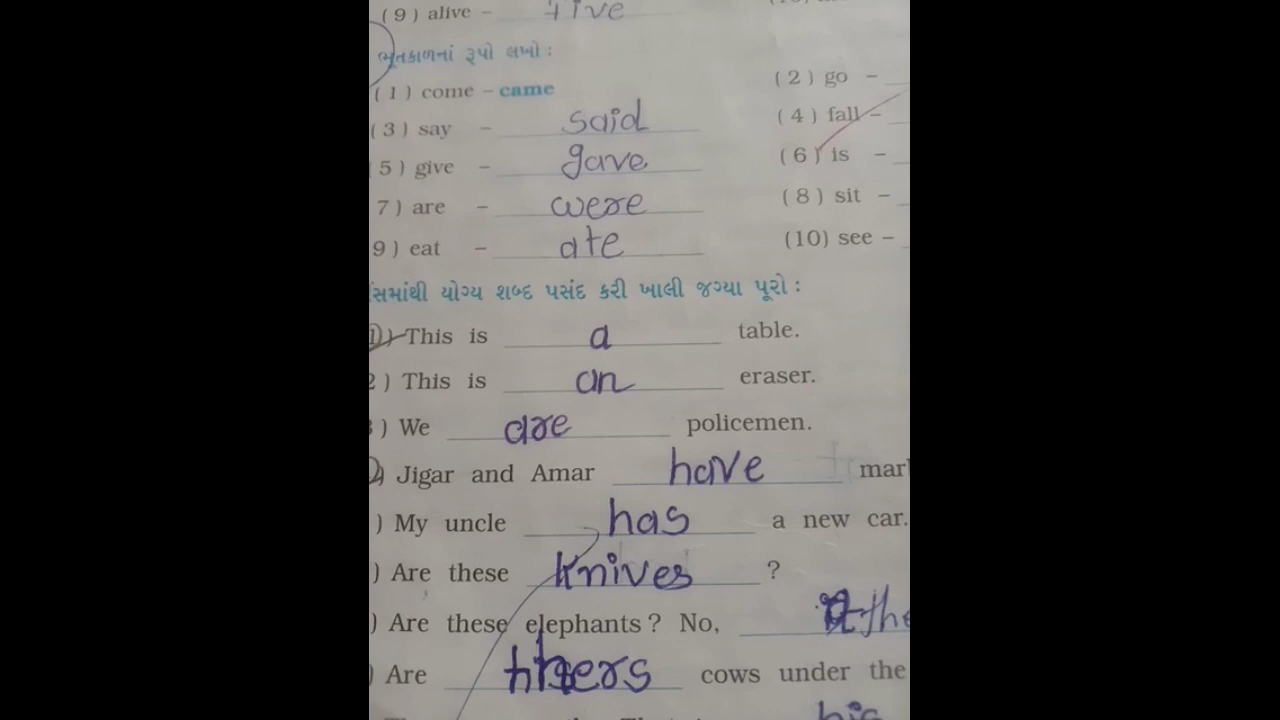 (9) alive - live
ભૂતકાળનાં રૂપો લખો :
(1) come - came (2) go -
(3) say - said (4) fall -
5) give - gave (6) is -
7) are - were (8) sit -
9) eat - ate (10) see -
યોગ્ય શબ્દ પસંદ કરી ખાલી જગ્યા પૂરો :
1) This is a table.
2) This is an eraser.
) We are policemen.
) Jigar and Amar have
) My uncle has a new car.
) Are these knives ?
) Are these elephants ? No,
) Are cows under the
his